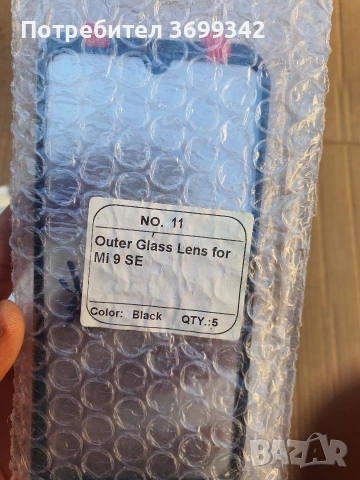 Потребител 3699342
NO. 11
Outer Glass Lens for
Mi 9 SE
Color: Black QTY.:5
BAZAR